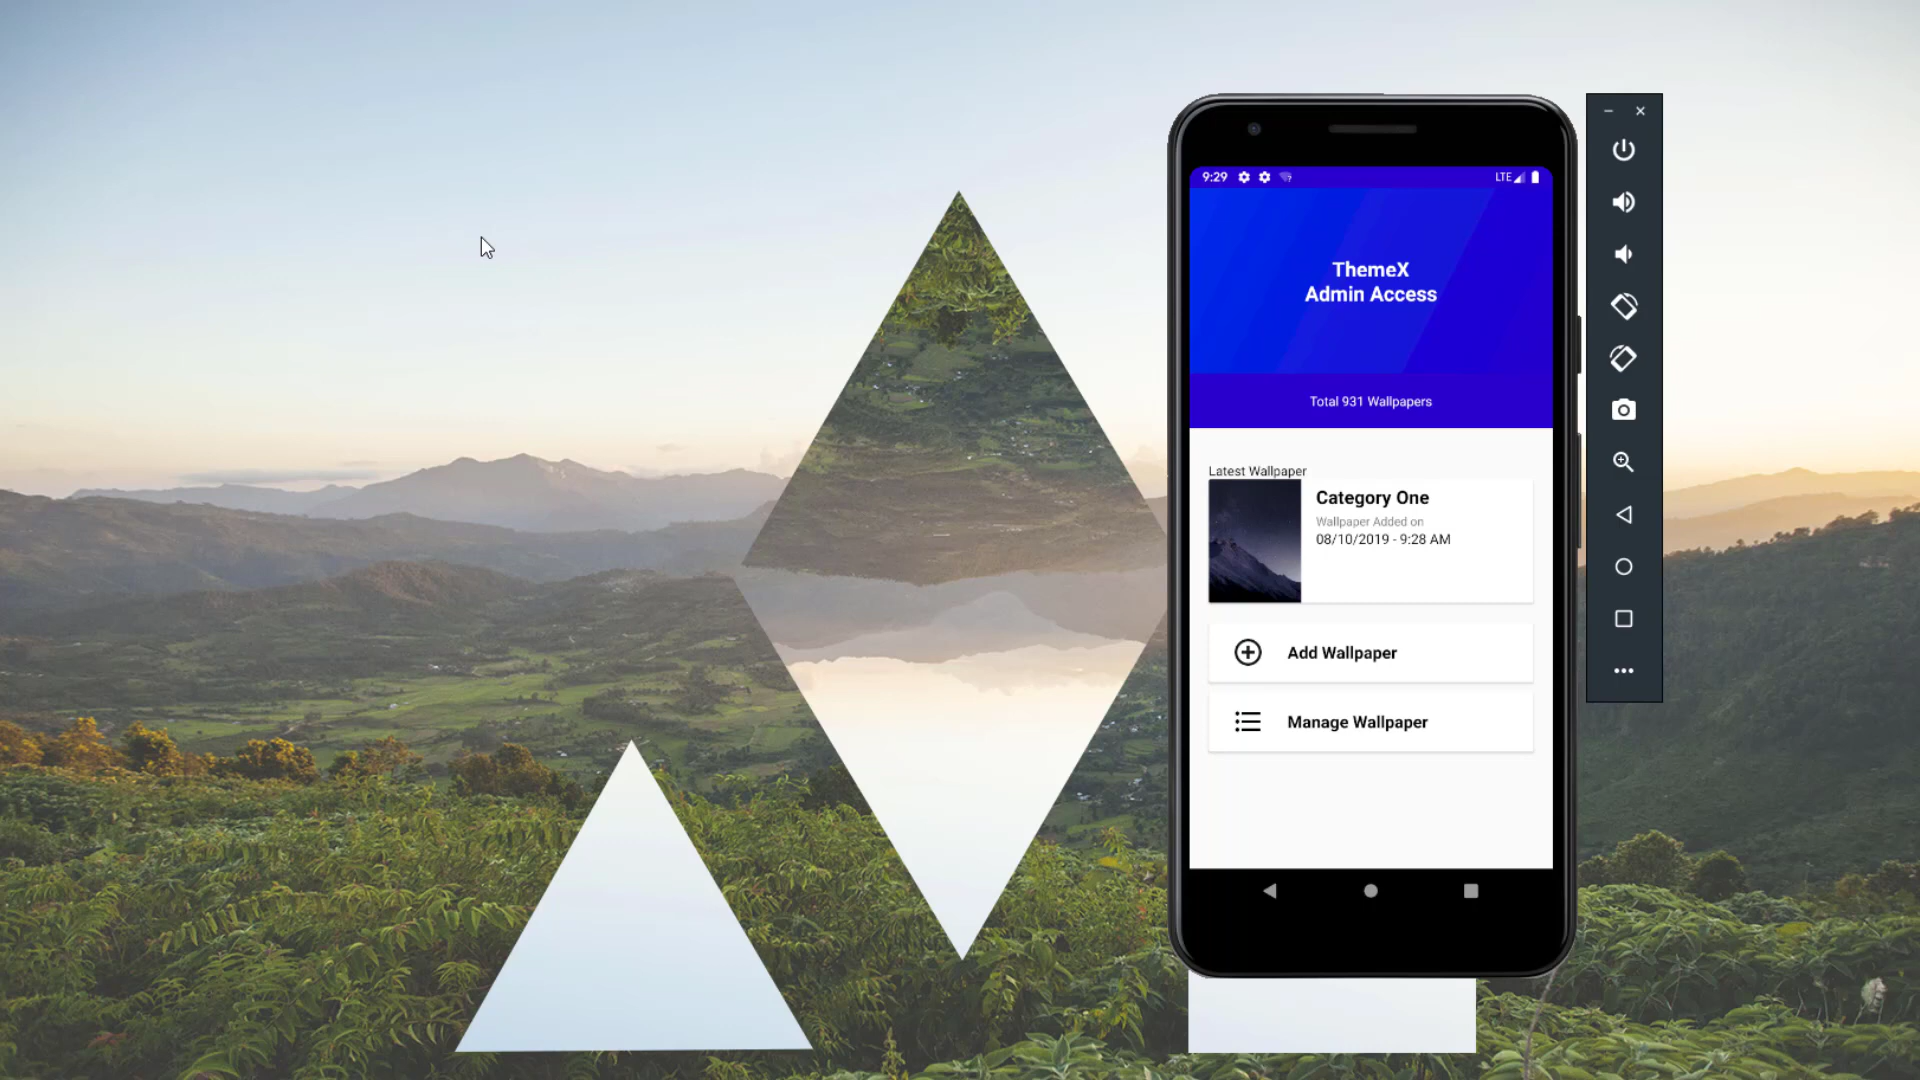 9:29
LTE
ThemeX
Admin Access
Total 931 Wallpapers
Latest Wallpaper
Category One
Wallpaper Added on
08/10/2019 - 9:28 AM
Add Wallpaper
Manage Wallpaper